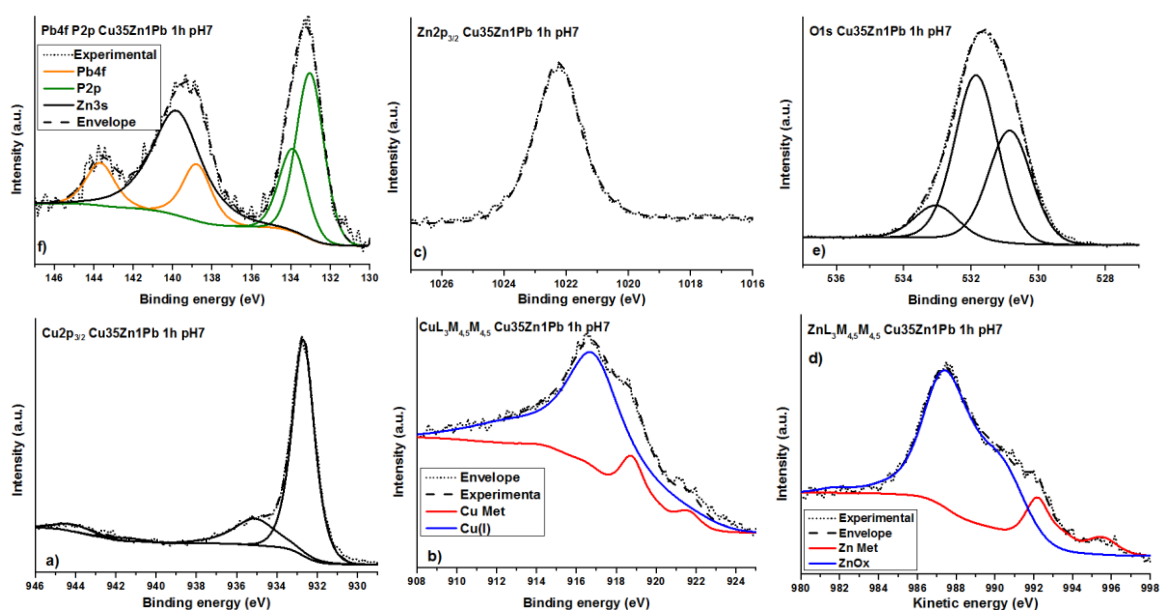 Pb4f P2p Cu35Zn1Pb 1h pH7
Experimental
Pb4f
P2p
Zn3s
Envelope
f)
Intensity (a.u.)
146 144 142 140 138 136 134 132 130
Binding energy (eV)
Zn2p3/2 Cu35Zn1Pb 1h pH7
c)
Intensity (a.u.)
1026 1024 1022 1020 1018 1016
Binding energy (eV)
O1s Cu35Zn1Pb 1h pH7
e)
Intensity (a.u.)
536 534 532 530 528
Binding energy (eV)
Cu2p3/2 Cu35Zn1Pb 1h pH7
a)
Intensity (a.u.)
946 944 942 940 938 936 934 932 930
Binding energy (eV)
CuL3M4,5M4,5 Cu35Zn1Pb 1h pH7
b)
Envelope
Experimenta
Cu Met
Cu(I)
Intensity (a.u.)
908 910 912 914 916 918 920 922 924
Binding energy (eV)
ZnL3M4,5M4,5 Cu35Zn1Pb 1h pH7
d)
Experimental
Envelope
Zn Met
ZnOx
Intensity (a.u.)
980 982 984 986 988 990 992 994 996 998
Kinetic energy (eV)